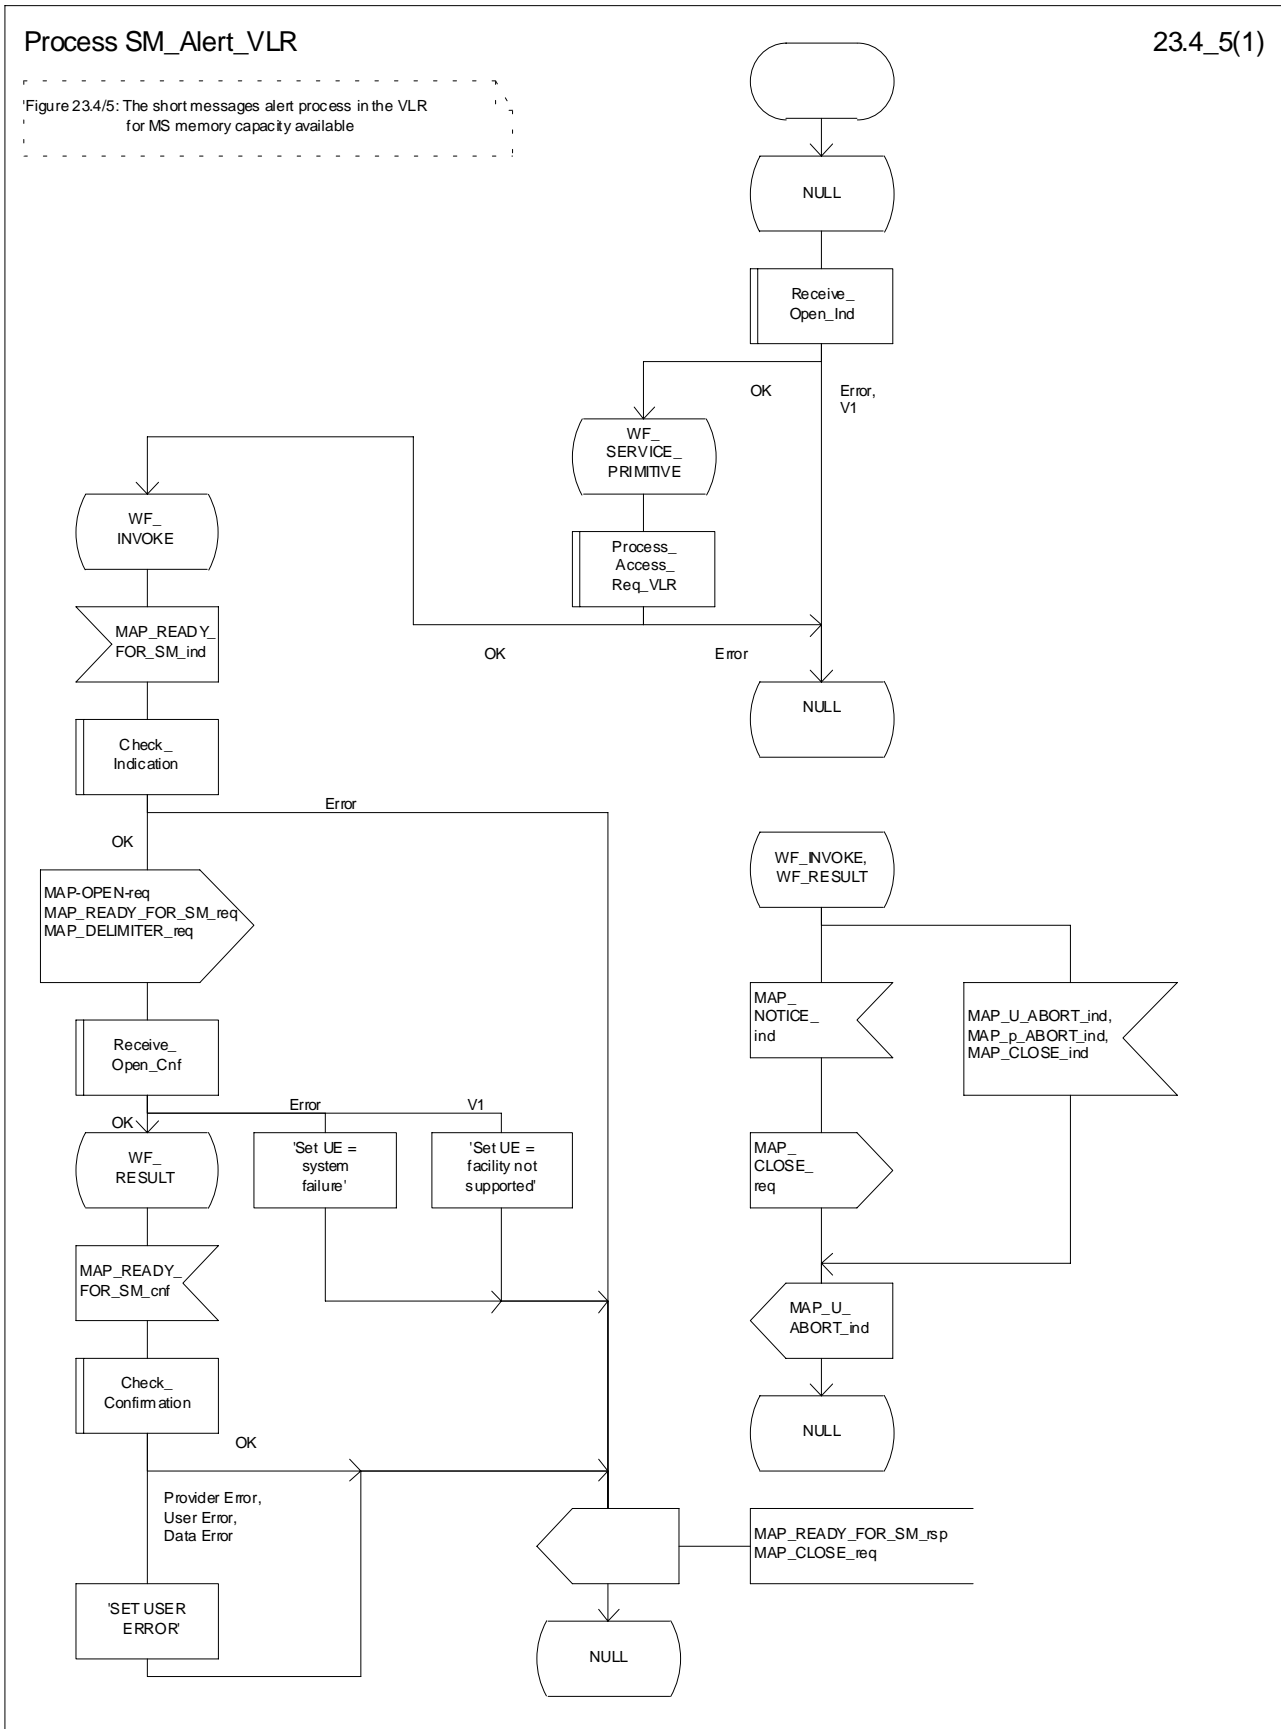 Process SM_Alert_VLR
23.4_5(1)
'Figure 23.4/5: The short messages alert process in the VLR
for MS memory capacity available
NULL
Receive_
Open_Ind
OK
Error,
V1
WF_
SERVICE_
PRIMITIVE
WF_
INVOKE
Process_
Access_
Req_VLR
MAP_READY_
FOR_SM_ind
OK
Error
NULL
Check_
Indication
Error
OK
WF_INVOKE,
WF_RESULT
MAP-OPEN-req
MAP_READY_FOR_SM_req
MAP_DELIMITER_req
MAP_
NOTICE_
ind
MAP_U_ABORT_ind,
MAP_p_ABORT_ind,
MAP_CLOSE_ind
Receive_
Open_Cnf
Error
V1
OK
WF_
RESULT
'Set UE =
system
failure'
'Set UE =
facility not
supported'
MAP_
CLOSE_
req
MAP_READY_
FOR_SM_cnf
MAP_U_
ABORT_ind
Check_
Confirmation
NULL
OK
Provider Error,
User Error,
Data Error
MAP_READY_FOR_SM_rsp
MAP_CLOSE_req
'SET USER
ERROR'
NULL